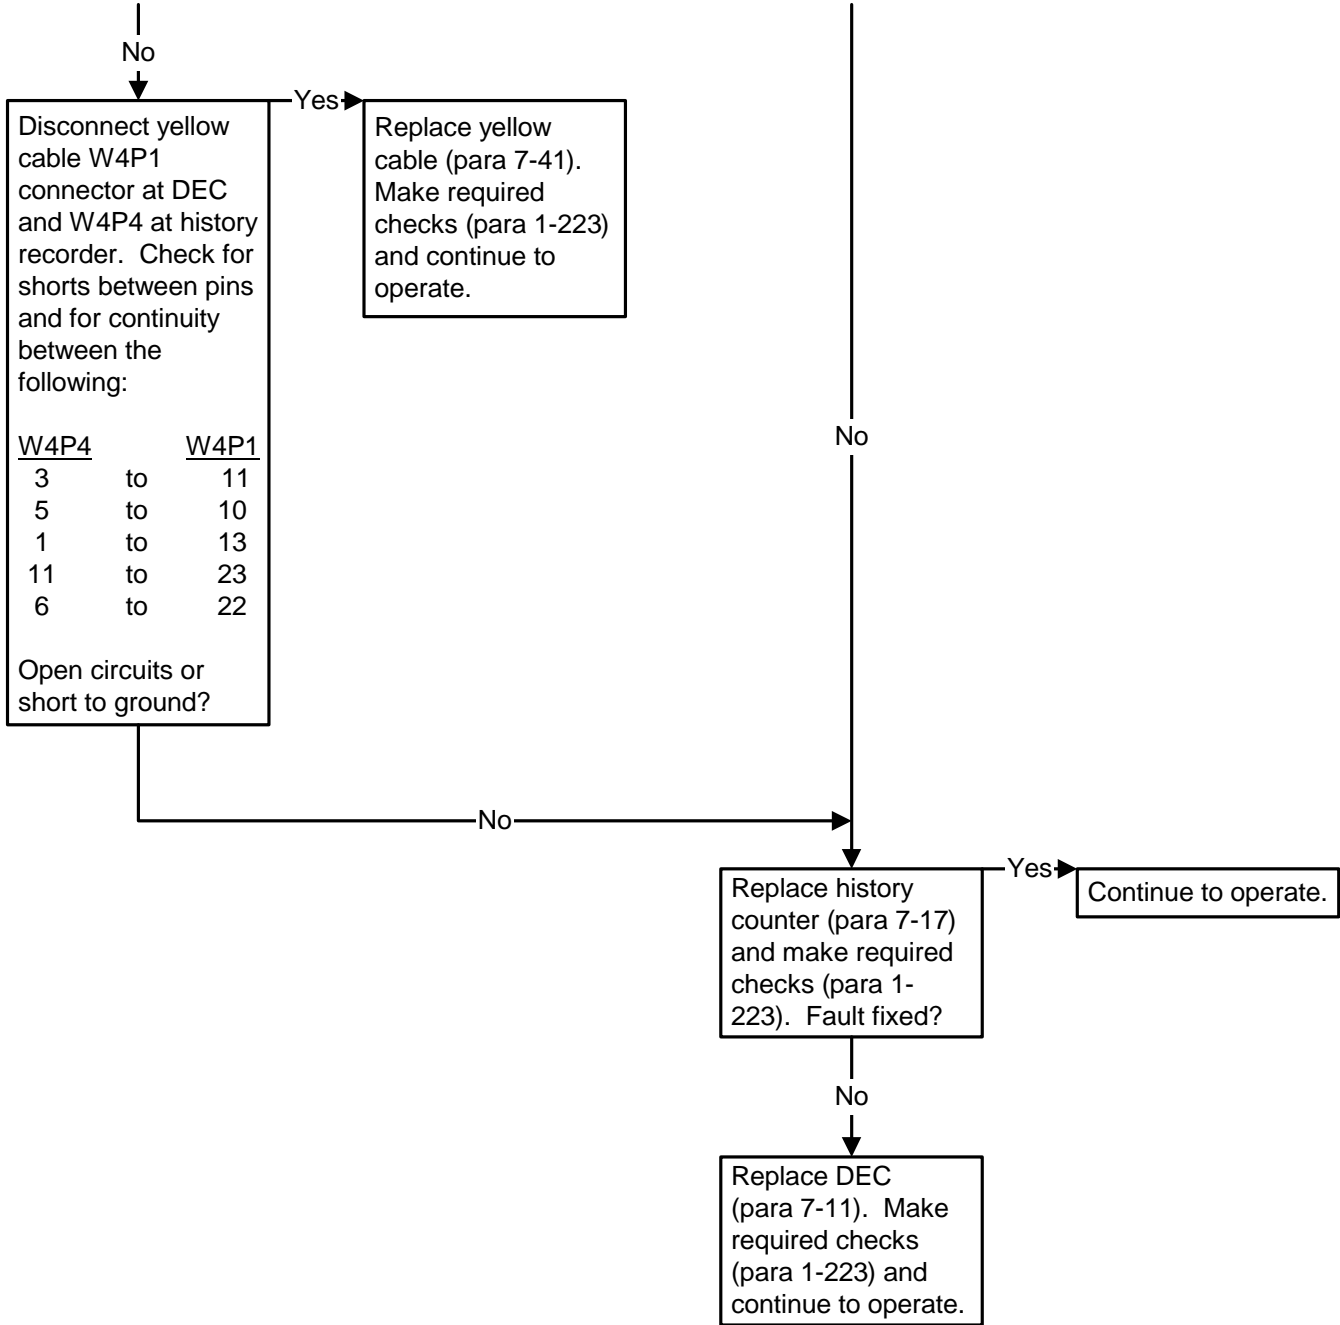 No
Disconnect yellow
cable W4P1
connector at DEC
and W4P4 at history
recorder.  Check for
shorts between pins
and for continuity
between the
following:
W4P4 W4P1
3 to 11
5 to 10
1 to 13
11 to 23
6 to 22
Open circuits or
short to ground?
Yes
Replace yellow
cable (para 7-41).
Make required
checks (para 1-223)
and continue to
operate.
No
No
Replace history
counter (para 7-17)
and make required
checks (para 1-
223).  Fault fixed?
Yes
Continue to operate.
No
Replace DEC
(para 7-11).  Make
required checks
(para 1-223) and
continue to operate.